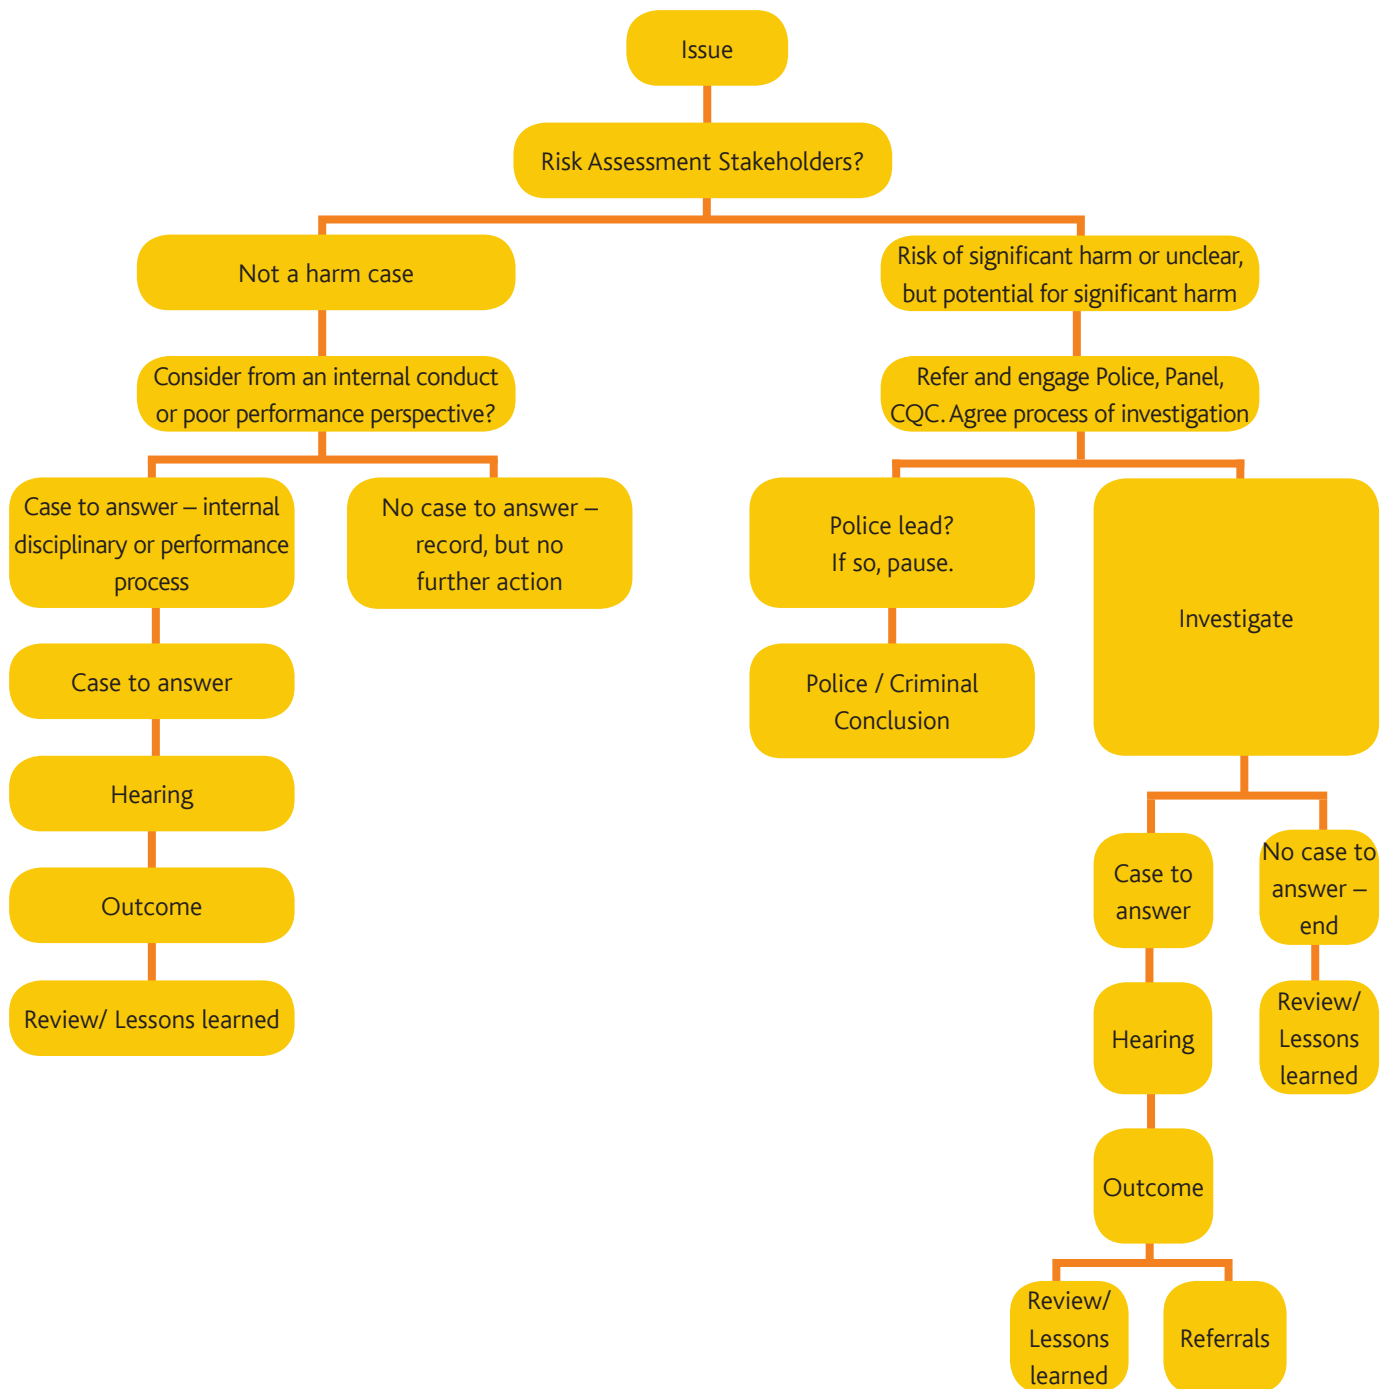 Issue
Risk Assessment Stakeholders?
Not a harm case
Risk of significant harm or unclear,
but potential for significant harm
Consider from an internal conduct
or poor performance perspective?
Refer and engage Police, Panel,
CQC. Agree process of investigation
Case to answer – internal
disciplinary or performance
process
No case to answer –
record, but no
further action
Police lead?
If so, pause.
Investigate
Case to answer
Police / Criminal
Conclusion
Hearing
Outcome
Review/ Lessons learned
Case to
answer
No case to
answer –
end
Hearing
Review/
Lessons
learned
Outcome
Review/
Lessons
learned
Referrals